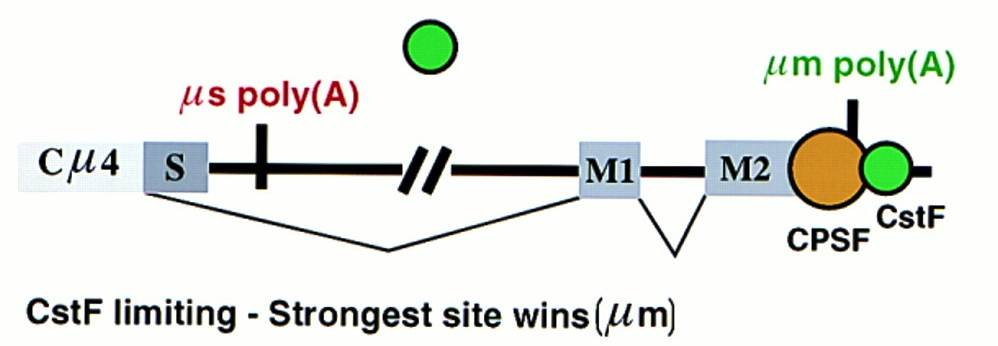 μm poly(A)
μs poly(A)
Cμ4 S M1 M2
CstF
CPSF
CstF limiting - Strongest site wins (μm)